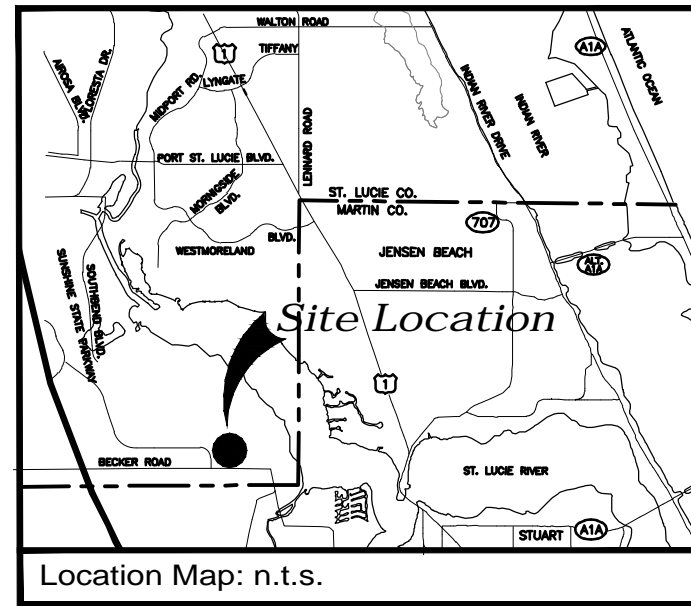 WALTON ROAD
1
TIFFANY
LYNGATE
MIDPORT RD.
AIROSA BLVD.
FLORESTA DR.
A1A
ATLANTIC OCEAN
INDIAN RIVER DRIVE
INDIAN RIVER
LENNARD ROAD
PORT ST. LUCIE BLVD.
MORNIGSIDE
BLVD.
ST. LUCIE CO.
MARTIN CO.
707
WESTMORELAND
BLVD.
JENSEN BEACH
ALT.
A1A
JENSEN BEACH BLVD.
SOUTHBEND BLVD.
SUNSHINE STATE PARKWAY
Site Location
1
BECKER ROAD
ST. LUCIE RIVER
STUART
A1A
Location Map: n.t.s.